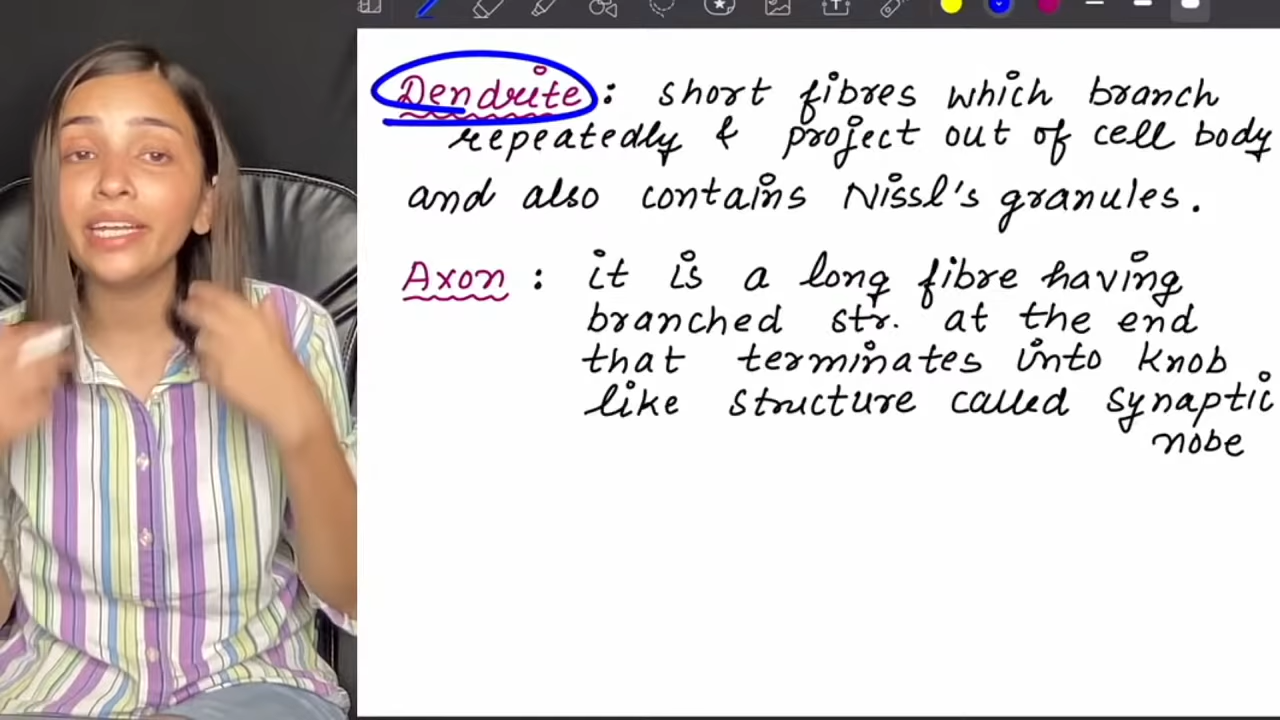 Dendrite : short fibres which branch
repeatedly & project out of cell body
and also contains Nissl's granules.
Axon : it is a long fibre having
branched str. at the end
that terminates into knob
like structure called synaptic
nobe